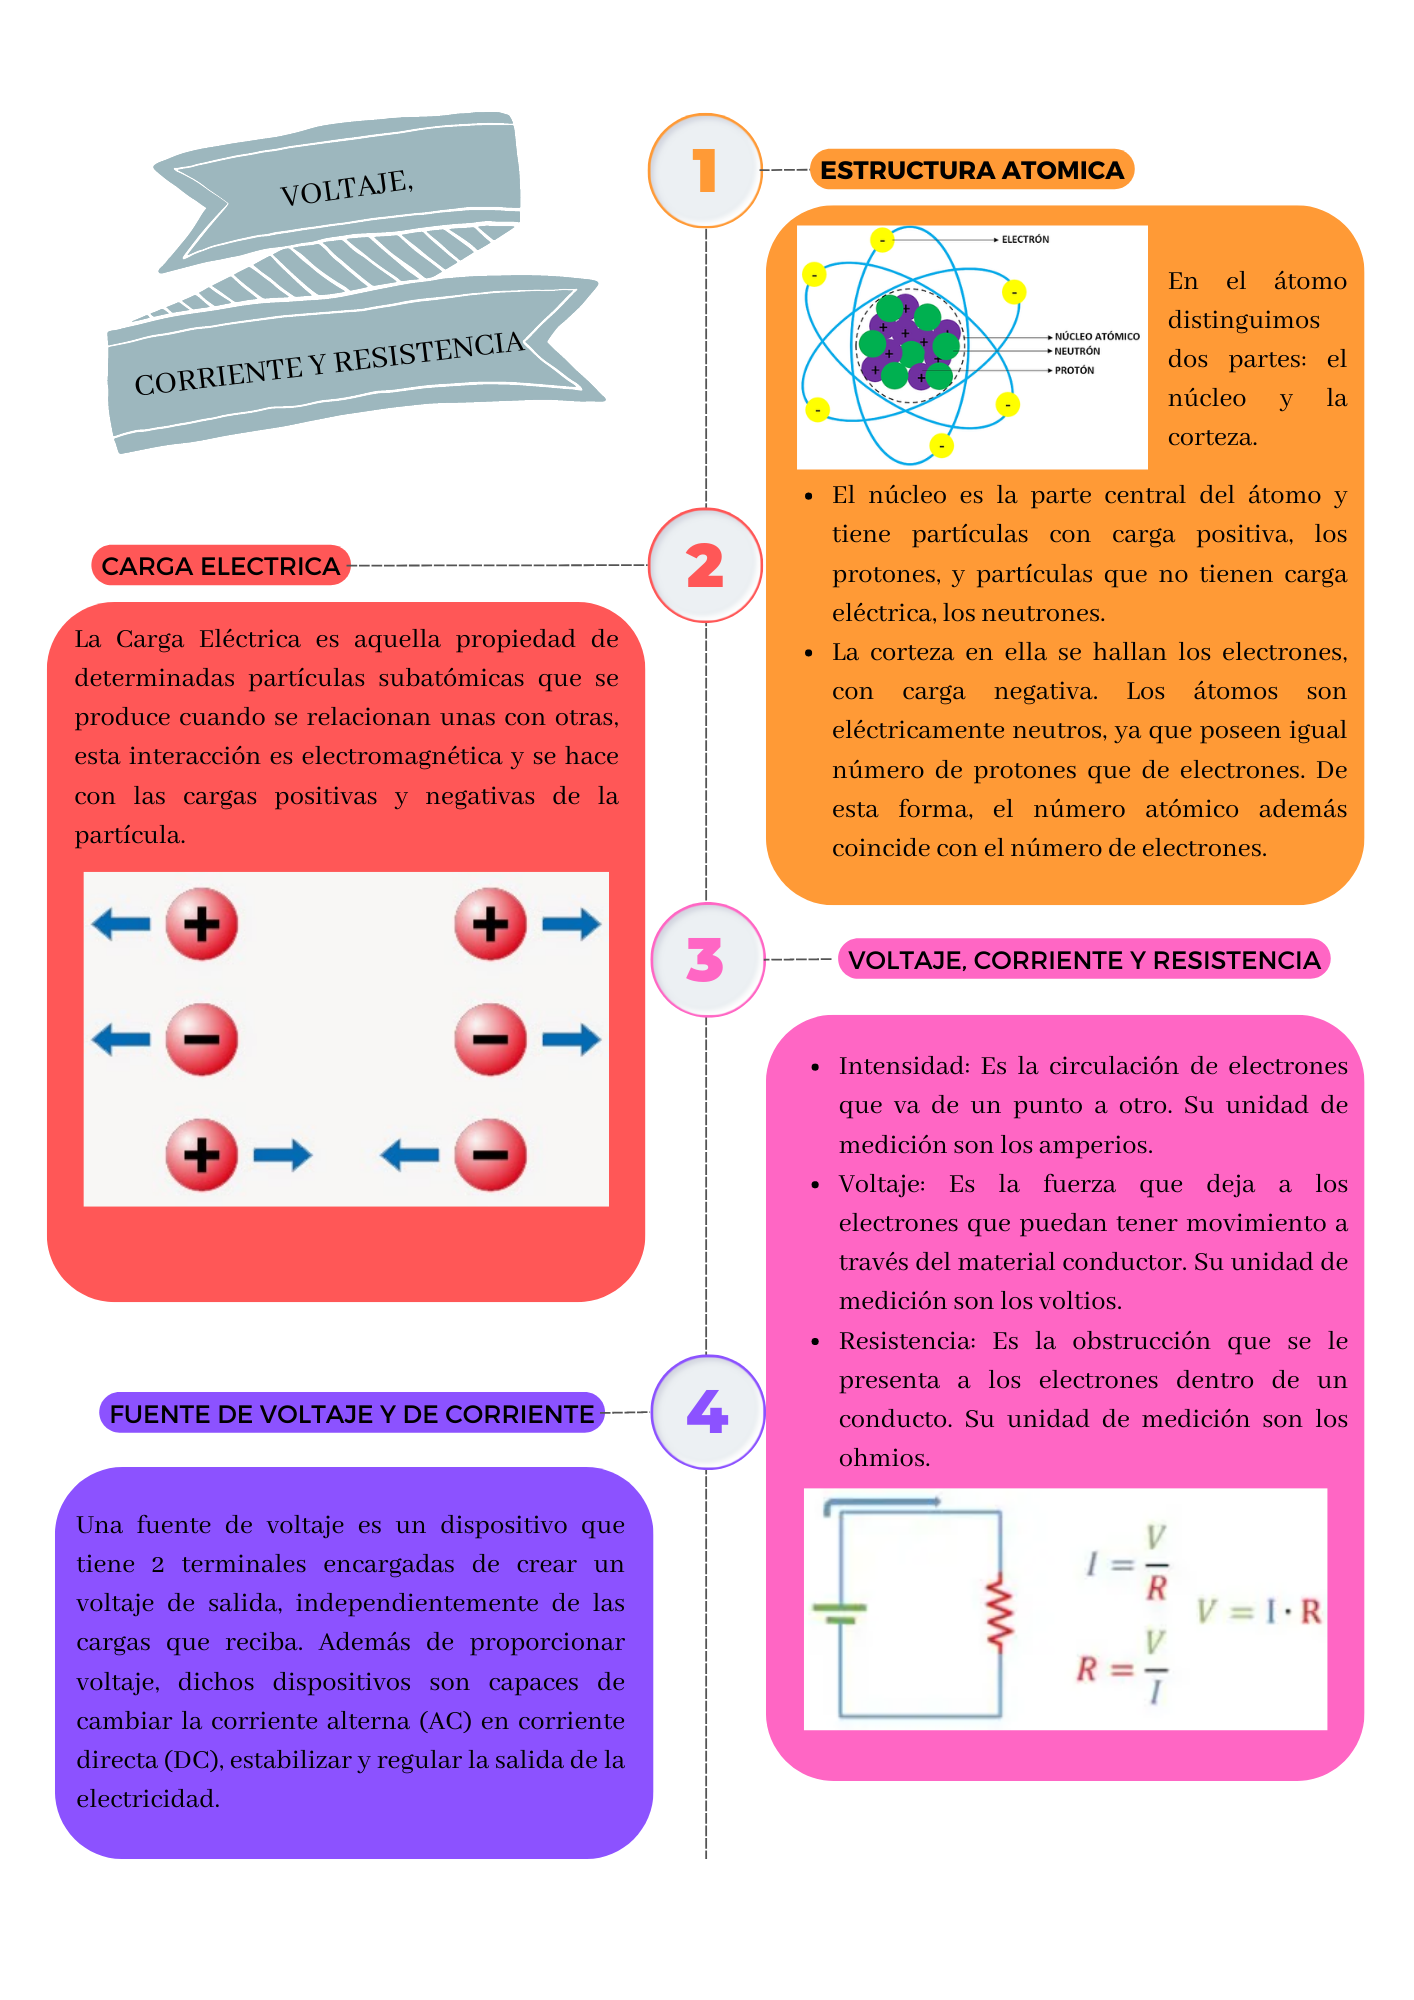 VOLTAJE,
CORRIENTE Y RESISTENCIA
1
ESTRUCTURA ATOMICA
ELECTRÓN
NÚCLEO ATÓMICO
NEUTRÓN
PROTÓN
En el átomo
distinguimos
dos partes: el
núcleo y la
corteza.
• El núcleo es la parte central del átomo y
tiene partículas con carga positiva, los
protones, y partículas que no tienen carga
eléctrica, los neutrones.
• La corteza en ella se hallan los electrones,
con carga negativa. Los átomos son
eléctricamente neutros, ya que poseen igual
número de protones que de electrones. De
esta forma, el número atómico además
coincide con el número de electrones.
2
CARGA ELECTRICA
La Carga Eléctrica es aquella propiedad de
determinadas partículas subatómicas que se
produce cuando se relacionan unas con otras,
esta interacción es electromagnética y se hace
con las cargas positivas y negativas de la
partícula.
+ +
− −
+ −
3
VOLTAJE, CORRIENTE Y RESISTENCIA
• Intensidad: Es la circulación de electrones
que va de un punto a otro. Su unidad de
medición son los amperios.
• Voltaje: Es la fuerza que deja a los
electrones que puedan tener movimiento a
través del material conductor. Su unidad de
medición son los voltios.
• Resistencia: Es la obstrucción que se le
presenta a los electrones dentro de un
conducto. Su unidad de medición son los
ohmios.
I = V/R
V = I · R
R = V/I
4
FUENTE DE VOLTAJE Y DE CORRIENTE
Una fuente de voltaje es un dispositivo que
tiene 2 terminales encargadas de crear un
voltaje de salida, independientemente de las
cargas que reciba. Además de proporcionar
voltaje, dichos dispositivos son capaces de
cambiar la corriente alterna (AC) en corriente
directa (DC), estabilizar y regular la salida de la
electricidad.